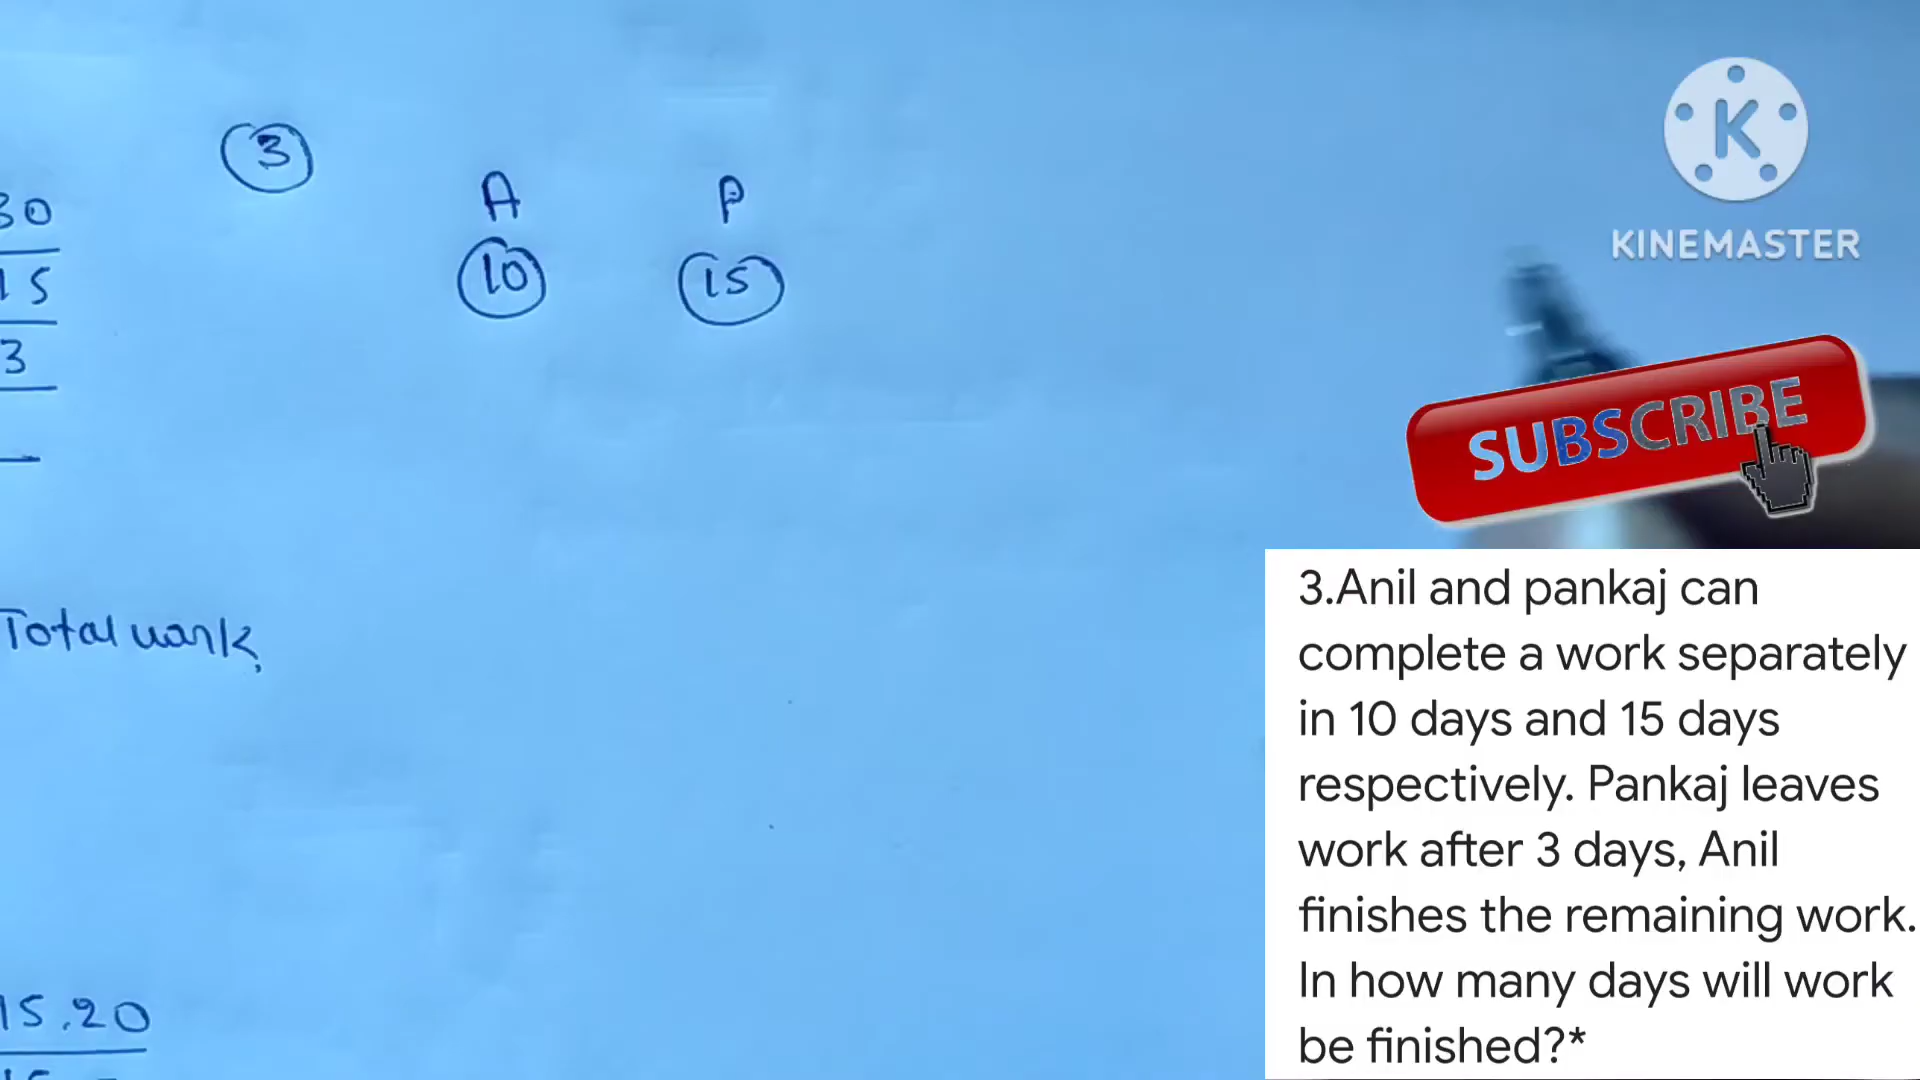 30
15
3
3
A P
10 15
KINEMASTER
SUBSCRIBE
Total wark
15.20
3.Anil and pankaj can
complete a work separately
in 10 days and 15 days
respectively. Pankaj leaves
work after 3 days, Anil
finishes the remaining work.
In how many days will work
be finished?*